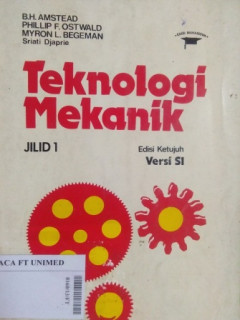 B.H. AMSTEAD
PHILLIP F. OSTWALD
MYRON L. BEGEMAN
Sriati Djaprie
Teknologi
Mekanik
JILID 1
Edisi Ketujuh
Versi SI
ACA FT UNIMED